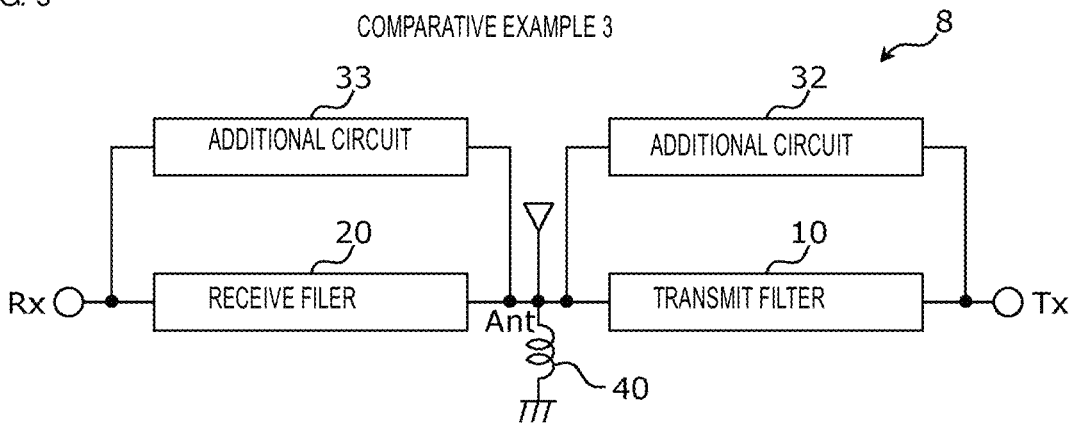 COMPARATIVE EXAMPLE 3
8
33
32
ADDITIONAL CIRCUIT
ADDITIONAL CIRCUIT
20
10
Rx
RECEIVE FILER
Ant
TRANSMIT FILTER
Tx
40